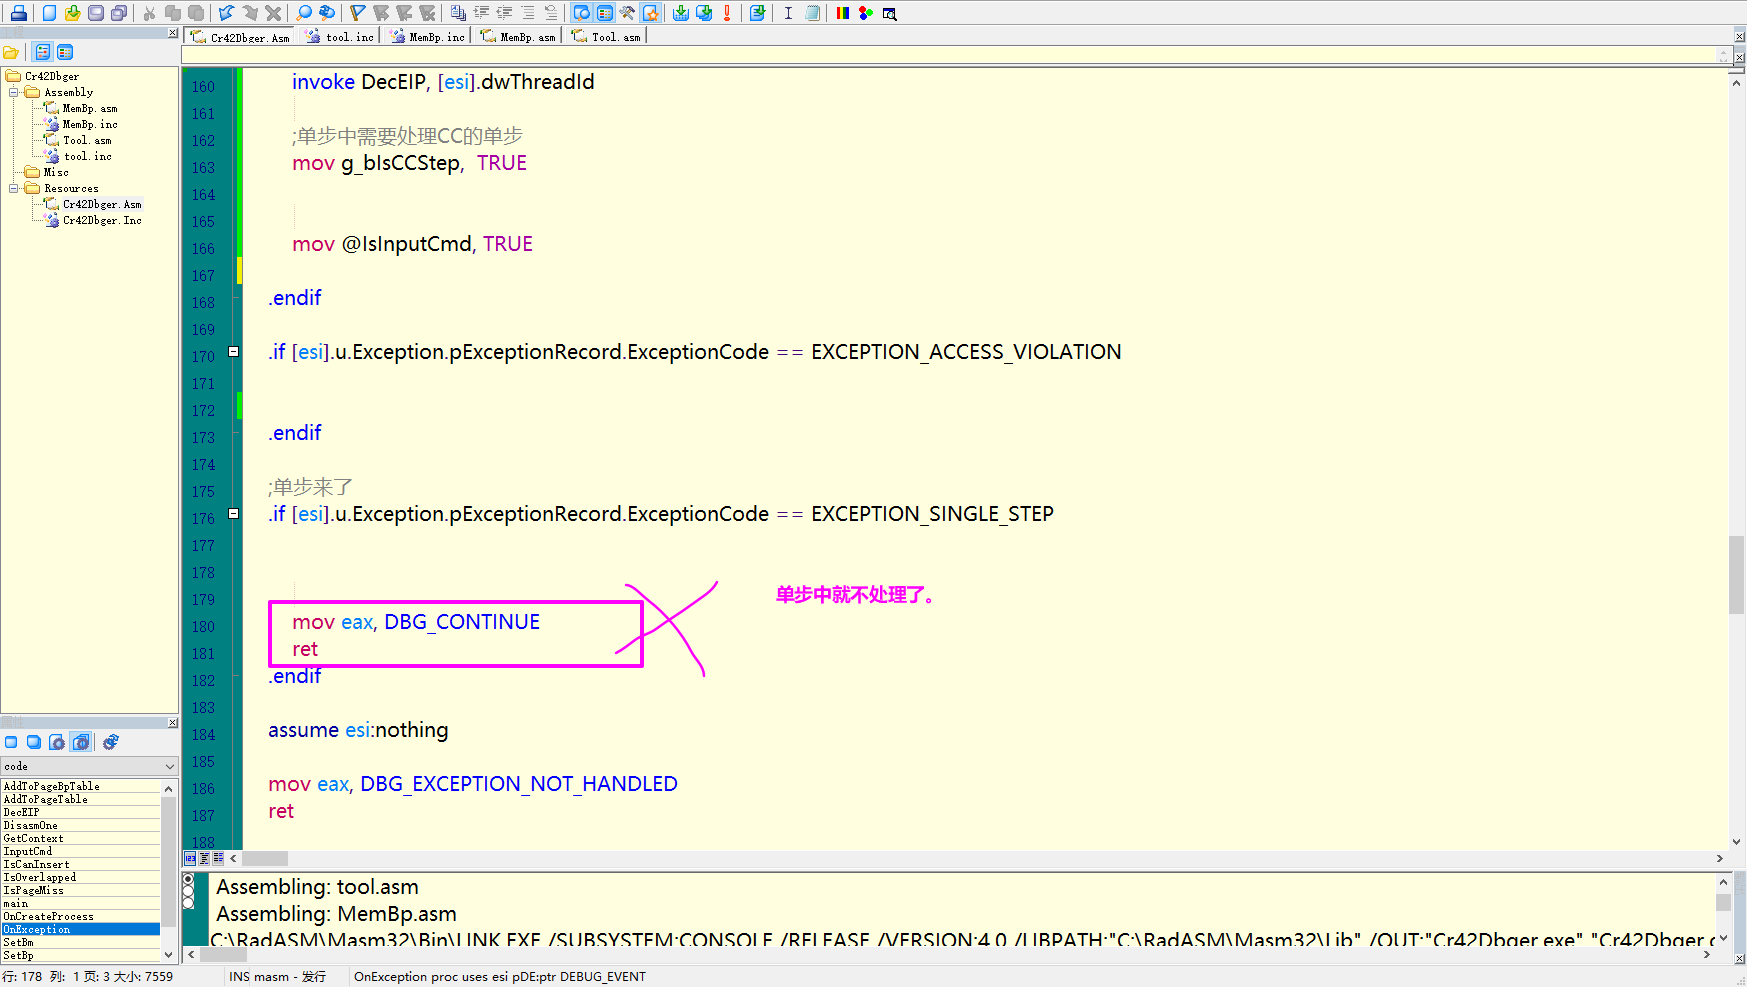 工程
Cr42Dbger.Asm
tool.inc
MemBp.inc
MemBp.asm
Tool.asm
Cr42Dbger
Assembly
MemBp.asm
MemBp.inc
Tool.asm
tool.inc
Misc
Resources
Cr42Dbger.Asm
Cr42Dbger.Inc
160 invoke DecEIP, [esi].dwThreadId
161
162 ;单步中需要处理CC的单步
163 mov g_bIsCCStep, TRUE
164
165
166 mov @IsInputCmd, TRUE
167
168 .endif
169
170 .if [esi].u.Exception.pExceptionRecord.ExceptionCode == EXCEPTION_ACCESS_VIOLATION
171
172
173 .endif
174
175 ;单步来了
176 .if [esi].u.Exception.pExceptionRecord.ExceptionCode == EXCEPTION_SINGLE_STEP
177
178
179 单步中就不处理了。
180 mov eax, DBG_CONTINUE
181 ret
182 .endif
183
184 assume esi:nothing
185
186 mov eax, DBG_EXCEPTION_NOT_HANDLED
187 ret
188
属性
code
AddToPageBpTable
AddToPageTable
DecEIP
DisasmOne
GetContext
InputCmd
IsCanInsert
IsOverlapped
IsPageMiss
main
OnCreateProcess
OnException
SetBm
SetBp
Assembling: tool.asm
Assembling: MemBp.asm
C:\RadASM\Masm32\Bin\LINK.EXE /SUBSYSTEM:CONSOLE /RELEASE /VERSION:4.0 /LIBPATH:"C:\RadASM\Masm32\Lib" /OUT:"Cr42Dbger.exe" "Cr42Dbger.
行: 178 列: 1 页: 3 大小: 7559
INS masm - 发行
OnException proc uses esi pDE:ptr DEBUG_EVENT